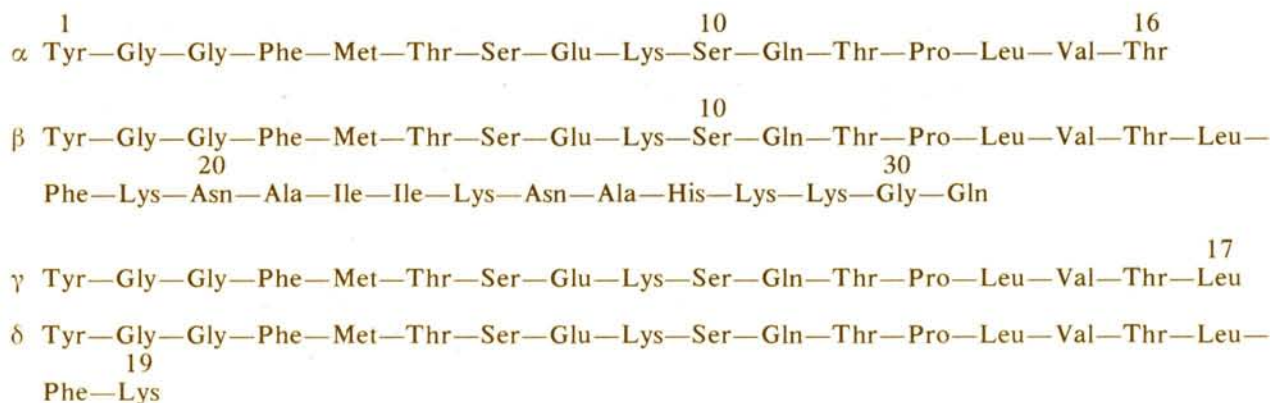 1 10 16
α Tyr—Gly—Gly—Phe—Met—Thr—Ser—Glu—Lys—Ser—Gln—Thr—Pro—Leu—Val—Thr
10
β Tyr—Gly—Gly—Phe—Met—Thr—Ser—Glu—Lys—Ser—Gln—Thr—Pro—Leu—Val—Thr—Leu—
20 30
Phe—Lys—Asn—Ala—Ile—Ile—Lys—Asn—Ala—His—Lys—Lys—Gly—Gln
17
γ Tyr—Gly—Gly—Phe—Met—Thr—Ser—Glu—Lys—Ser—Gln—Thr—Pro—Leu—Val—Thr—Leu
δ Tyr—Gly—Gly—Phe—Met—Thr—Ser—Glu—Lys—Ser—Gln—Thr—Pro—Leu—Val—Thr—Leu—
19
Phe—Lys